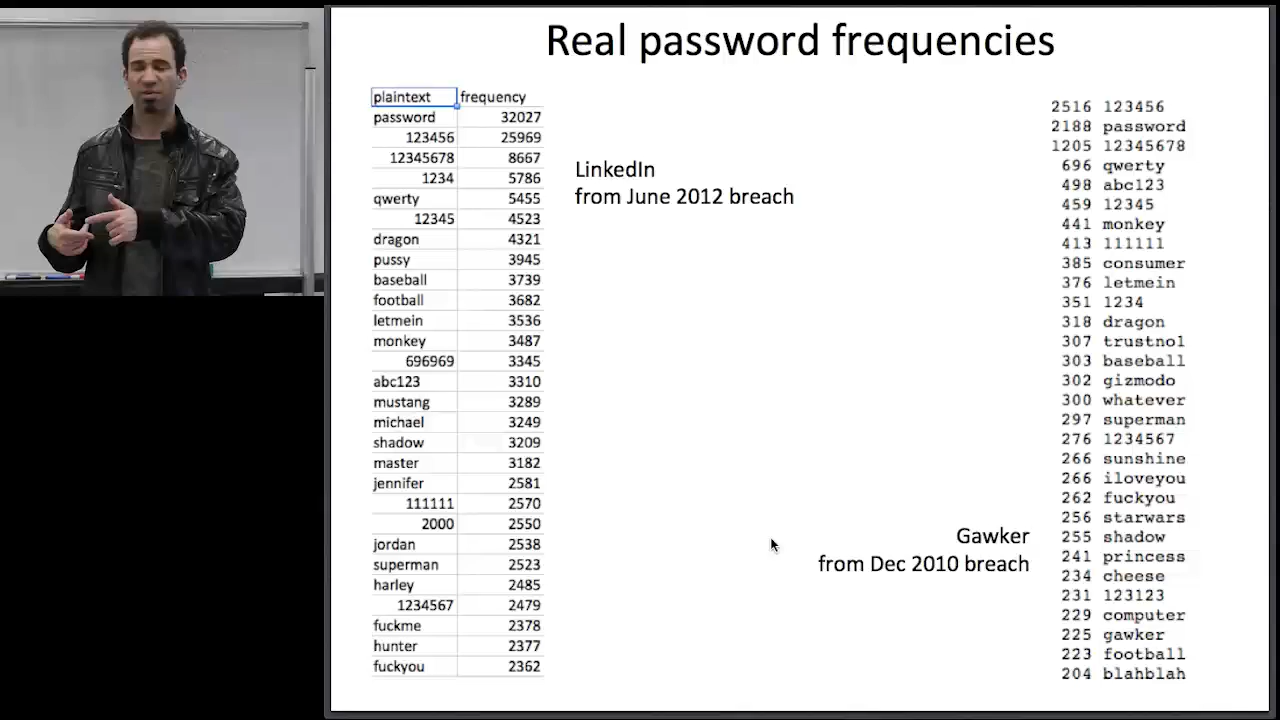 Real password frequencies
plaintext frequency
password 32027
123456 25969
12345678 8667
1234 5786
qwerty 5455
12345 4523
dragon 4321
pussy 3945
baseball 3739
football 3682
letmein 3536
monkey 3487
696969 3345
abc123 3310
mustang 3289
michael 3249
shadow 3209
master 3182
jennifer 2581
111111 2570
2000 2550
jordan 2538
superman 2523
harley 2485
1234567 2479
fuckme 2378
hunter 2377
fuckyou 2362
LinkedIn
from June 2012 breach
Gawker
from Dec 2010 breach
2516 123456
2188 password
1205 12345678
696 qwerty
498 abc123
459 12345
441 monkey
413 111111
385 consumer
376 letmein
351 1234
318 dragon
307 trustno1
303 baseball
302 gizmodo
300 whatever
297 superman
276 1234567
266 sunshine
266 iloveyou
262 fuckyou
256 starwars
255 shadow
241 princess
234 cheese
231 123123
229 computer
225 gawker
223 football
204 blahblah